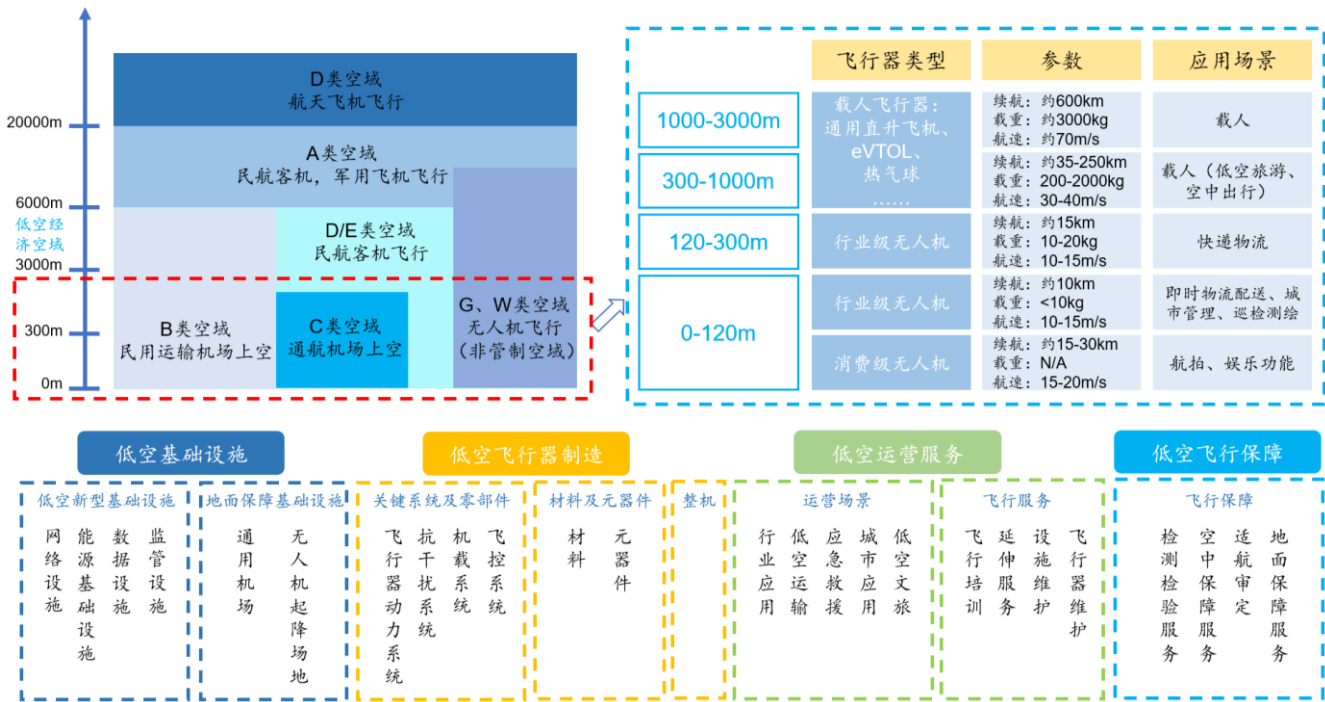 D类空域
航天飞机飞行
20000m
A类空域
民航客机，军用飞机飞行
6000m
低空经
济空域
3000m
D/E类空域
民航客机飞行
300m
B类空域
民用运输机场上空
C类空域
通航机场上空
G、W类空域
无人机飞行
（非管制空域）
0m
飞行器类型
参数
应用场景
1000-3000m
载人飞行器：
通用直升飞机、
eVTOL、
热气球
……
续航：约600km
载重：约3000kg
航速：约70m/s
载人
300-1000m
续航：约35-250km
载重：200-2000kg
航速：30-40m/s
载人（低空旅游、
空中出行）
120-300m
行业级无人机
续航：约15km
载重：10-20kg
航速：10-15m/s
快递物流
0-120m
行业级无人机
续航：约10km
载重：<10kg
航速：10-15m/s
即时物流配送、城
市管理、巡检测绘
消费级无人机
续航：约15-30km
载重：N/A
航速：15-20m/s
航拍、娱乐功能
低空基础设施
低空新型基础设施
网络设施
能源基础设施
数据设施
监管设施
地面保障基础设施
通用机场
无人机起降场地
低空飞行器制造
关键系统及零部件
飞行器动力系统
抗干扰系统
机载系统
飞控系统
材料及元器件
材料
元器件
整机
低空运营服务
运营场景
行业应用
低空运输
应急救援
城市应用
低空文旅
飞行服务
飞行培训
延伸服务
设施维护
飞行器维护
低空飞行保障
飞行保障
检测检验服务
空中保障服务
适航审定
地面保障服务